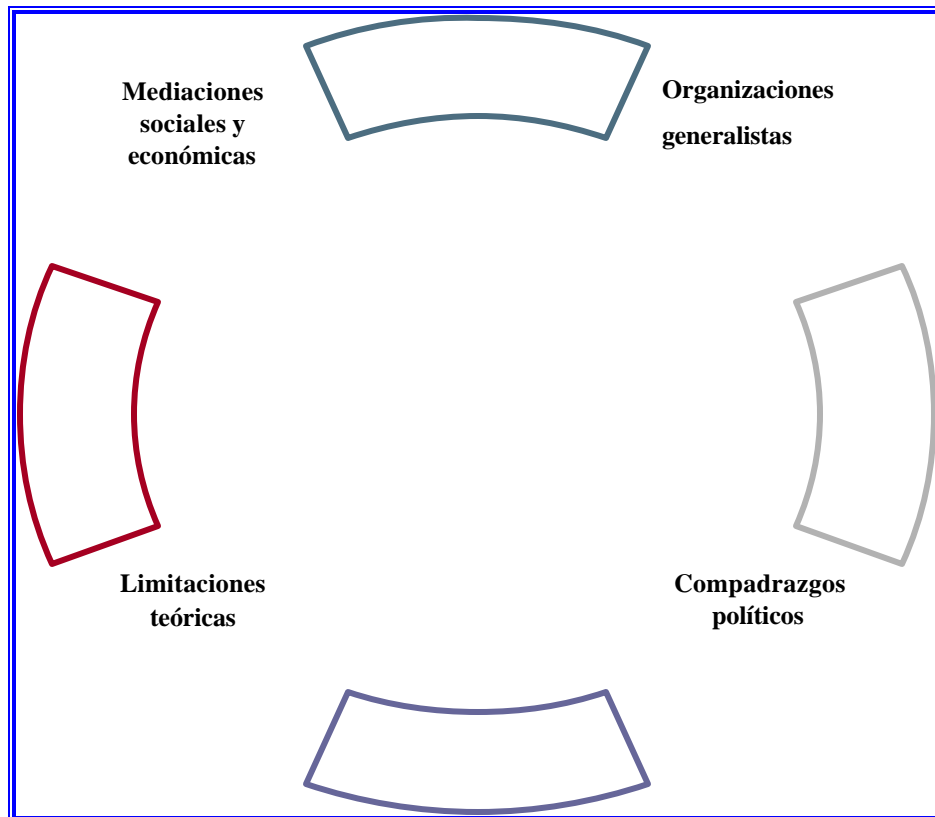 Mediaciones
sociales y
económicas
Organizaciones
generalistas
Limitaciones
teóricas
Compadrazgos
políticos